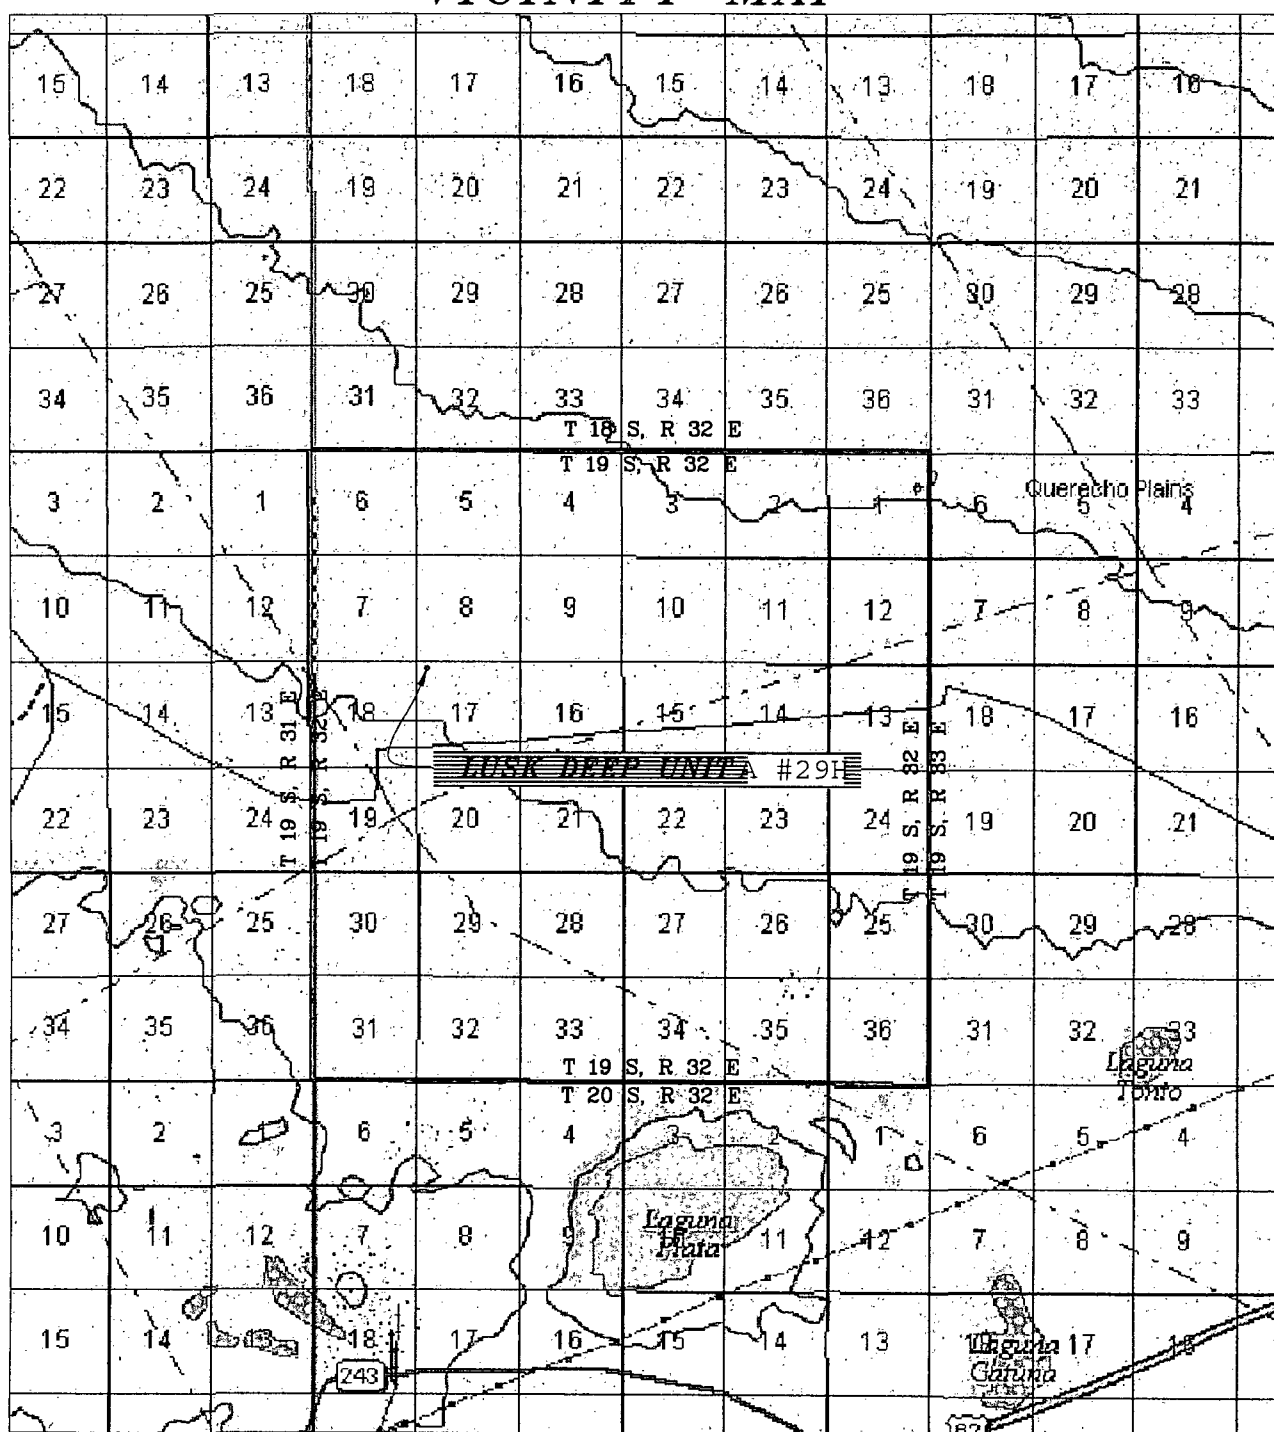 VICINITY MAP
15 14 13 18 17 16 15 14 13 18 17 16
22 23 24 19 20 21 22 23 24 19 20 21
27 26 25 30 29 28 27 26 25 30 29 28
34 35 36 31 32 33 34 35 36 31 32 33
T 18 S, R 32 E
T 19 S, R 32 E
Querecho Plains
3 2 1 6 5 4 3 2 1 6 5 4
10 11 12 7 8 9 10 11 12 7 8 9
15 14 13 18 17 16 15 14 13 18 17 16
T 19 S, R 31 E
T 19 S, R 32 E
T 19 S, R 32 E
T 19 S, R 33 E
LUSK DEEP UNIT A #29H
22 23 24 19 20 21 22 23 24 19 20 21
27 26 25 30 29 28 27 26 25 30 29 28
34 35 36 31 32 33 34 35 36 31 32 33
Laguna
Tonto
T 19 S, R 32 E
T 20 S, R 32 E
3 2 1 6 5 4 3 2 1 6 5 4
10 11 12 7 8 9 10 11 12 7 8 9
Laguna
Plata
15 14 13 18 17 16 15 14 13 18 17 16
Laguna
Gatuna
243
62